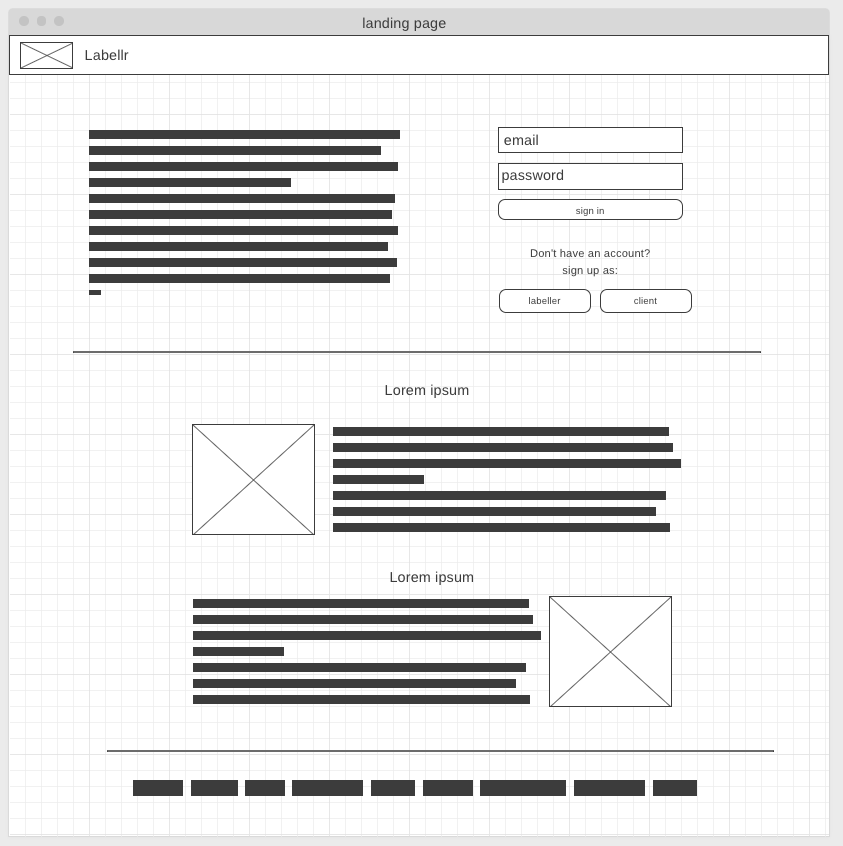 landing page
Labellr
email
password
sign in
Don't have an account?
sign up as:
labeller
client
Lorem ipsum
Lorem ipsum